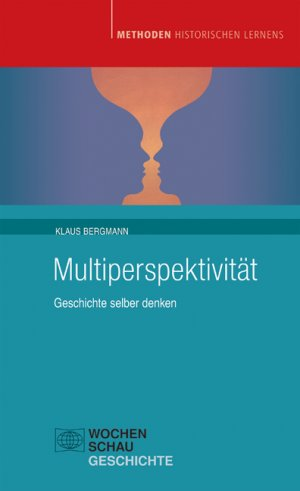 METHODEN HISTORISCHEN LERNENS
KLAUS BERGMANN
Multiperspektivität
Geschichte selber denken
WOCHEN
SCHAU
GESCHICHTE